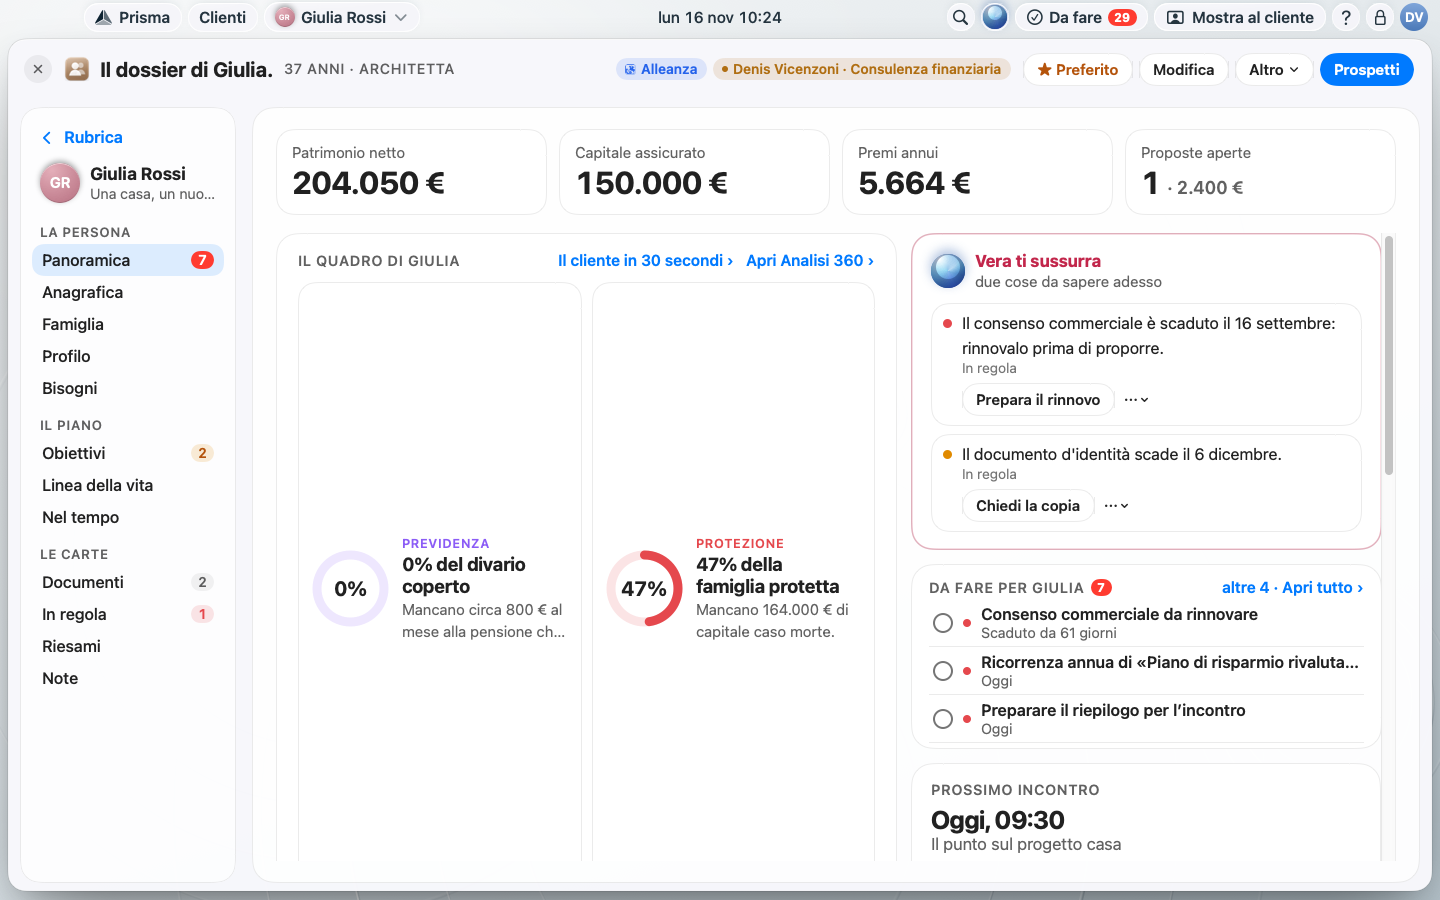 Prisma
Clienti
GR Giulia Rossi
lun 16 nov 10:24
Da fare 29
Mostra al cliente
?
DV
Il dossier di Giulia.
37 ANNI · ARCHITETTA
Alleanza
Denis Vicenzoni · Consulenza finanziaria
Preferito
Modifica
Altro
Prospetti
Rubrica
GR
Giulia Rossi
Una casa, un nuo...
LA PERSONA
Panoramica 7
Anagrafica
Famiglia
Profilo
Bisogni
IL PIANO
Obiettivi 2
Linea della vita
Nel tempo
LE CARTE
Documenti 2
In regola 1
Riesami
Note
Patrimonio netto
204.050 €
Capitale assicurato
150.000 €
Premi annui
5.664 €
Proposte aperte
1 · 2.400 €
IL QUADRO DI GIULIA
Il cliente in 30 secondi ›
Apri Analisi 360 ›
0%
PREVIDENZA
0% del divario
coperto
Mancano circa 800 € al
mese alla pensione ch...
47%
PROTEZIONE
47% della
famiglia protetta
Mancano 164.000 € di
capitale caso morte.
Vera ti sussurra
due cose da sapere adesso
Il consenso commerciale è scaduto il 16 settembre:
rinnovalo prima di proporre.
In regola
Prepara il rinnovo
Il documento d'identità scade il 6 dicembre.
In regola
Chiedi la copia
DA FARE PER GIULIA 7
altre 4 · Apri tutto ›
Consenso commerciale da rinnovare
Scaduto da 61 giorni
Ricorrenza annua di «Piano di risparmio rivaluta...
Oggi
Preparare il riepilogo per l’incontro
Oggi
PROSSIMO INCONTRO
Oggi, 09:30
Il punto sul progetto casa